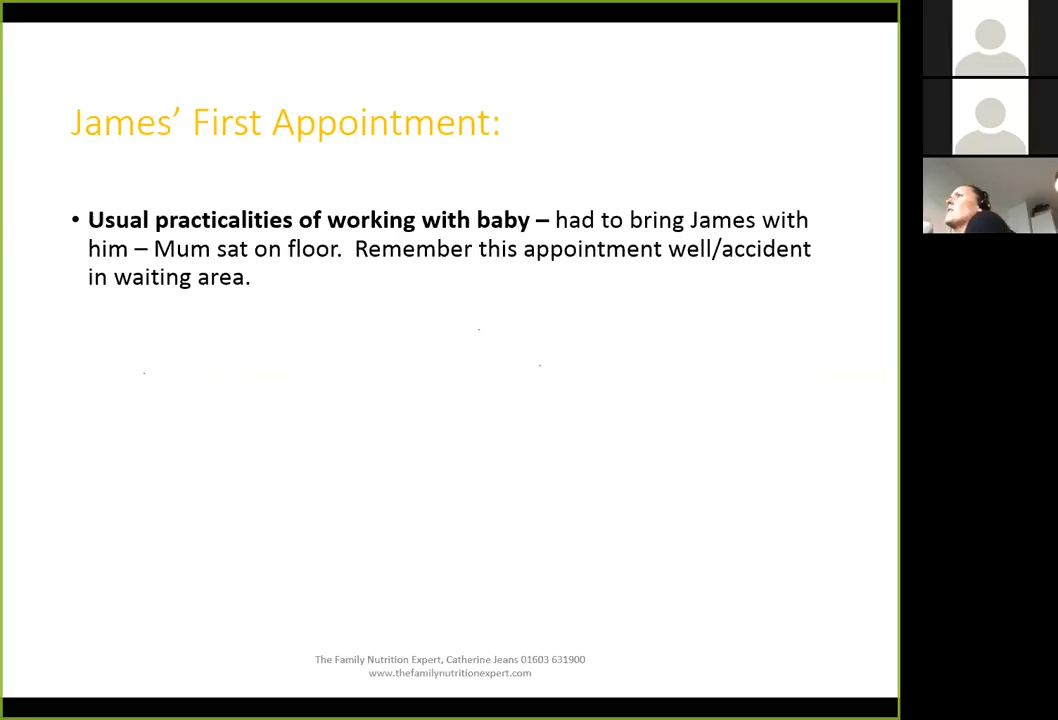 James’ First Appointment:
• Usual practicalities of working with baby – had to bring James with
him – Mum sat on floor.  Remember this appointment well/accident
in waiting area.
The Family Nutrition Expert, Catherine Jeans 01603 631900
www.thefamilynutritionexpert.com